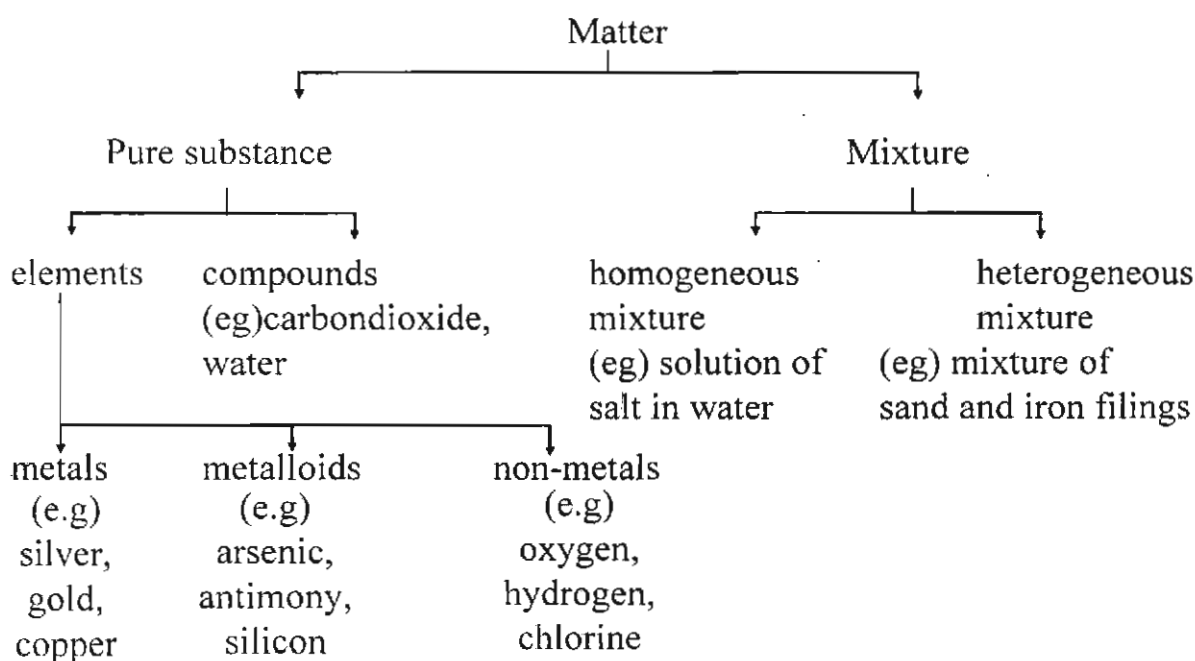 Matter
Pure substance
Mixture
elements
compounds
(eg)carbondioxide,
water
homogeneous
mixture
(eg) solution of
salt in water
heterogeneous
mixture
(eg) mixture of
sand and iron filings
metals
(e.g)
silver,
gold,
copper
metalloids
(e.g)
arsenic,
antimony,
silicon
non-metals
(e.g)
oxygen,
hydrogen,
chlorine